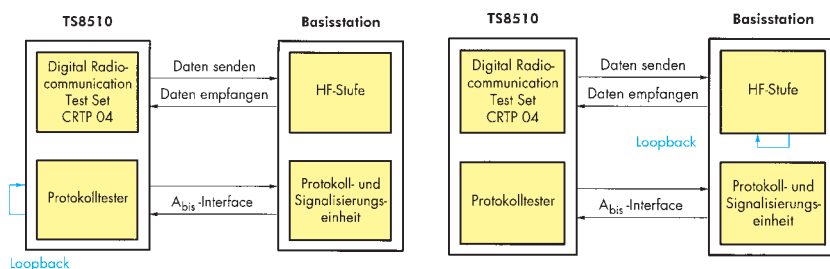 TS8510
Basisstation
Digital Radio-
communication
Test Set
CRTP 04
Daten senden
Daten empfangen
HF-Stufe
Protokolltester
Abis-Interface
Protokoll- und
Signalisierungs-
einheit
Loopback
TS8510
Basisstation
Digital Radio-
communication
Test Set
CRTP 04
Daten senden
Daten empfangen
HF-Stufe
Loopback
Protokolltester
Abis-Interface
Protokoll- und
Signalisierungs-
einheit